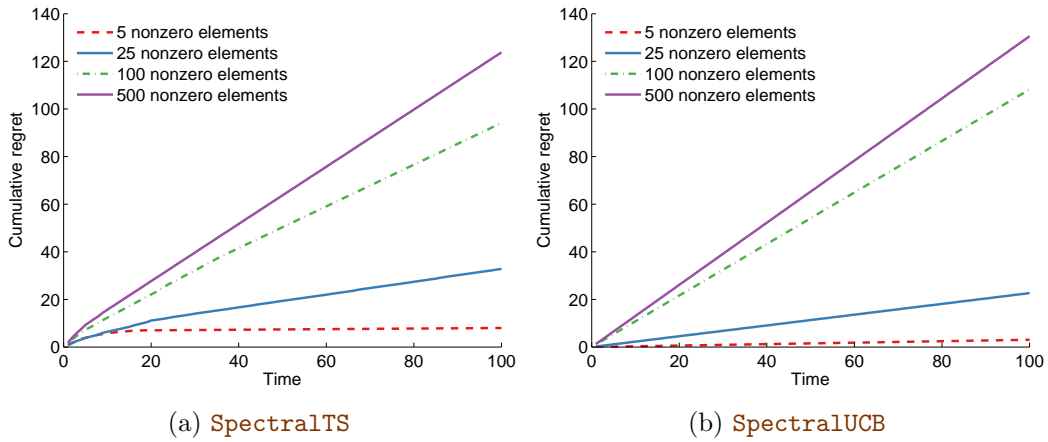 140
120
100
80
60
40
20
0
Cumulative regret
5 nonzero elements
25 nonzero elements
100 nonzero elements
500 nonzero elements
0 20 40 60 80 100
Time
(a) SpectralTS
140
120
100
80
60
40
20
0
Cumulative regret
5 nonzero elements
25 nonzero elements
100 nonzero elements
500 nonzero elements
0 20 40 60 80 100
Time
(b) SpectralUCB